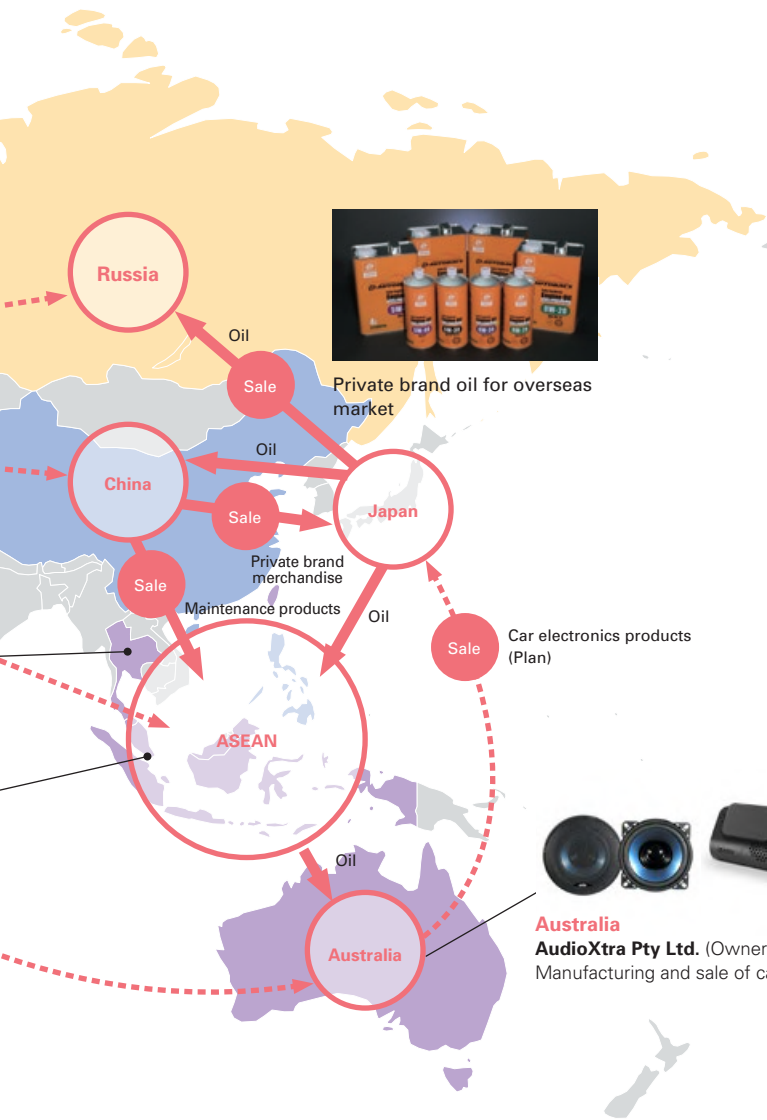 Russia
Oil
Sale
Private brand oil for overseas
market
Oil
China
Sale
Japan
Private brand
merchandise
Sale
Maintenance products
Oil
Sale
Car electronics products
(Plan)
ASEAN
Oil
Australia
Australia
AudioXtra Pty Ltd. (Owner
Manufacturing and sale of ca